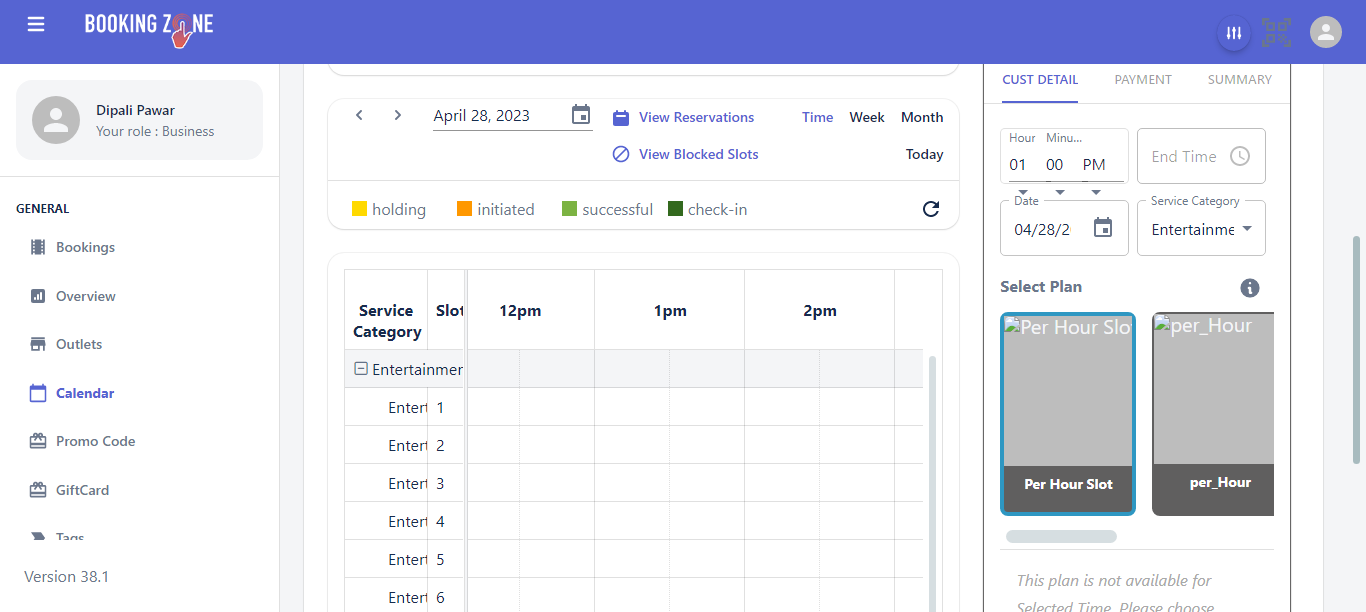 BOOKING ZONE
Dipali Pawar
Your role : Business
GENERAL
Bookings
Overview
Outlets
Calendar
Promo Code
GiftCard
Tags
Version 38.1
April 28, 2023
View Reservations
Time Week Month
View Blocked Slots
Today
holding initiated successful check-in
Service Category Slot 12pm 1pm 2pm
Entertainmer
Entert 1
Entert 2
Entert 3
Entert 4
Entert 5
Entert 6
CUST DETAIL PAYMENT SUMMARY
Hour Minu...
01 00 PM
End Time
Date
04/28/2
Service Category
Entertainme
Select Plan
Per Hour Slo
per_Hour
Per Hour Slot
per_Hour
This plan is not available for
Selected Time. Please choose